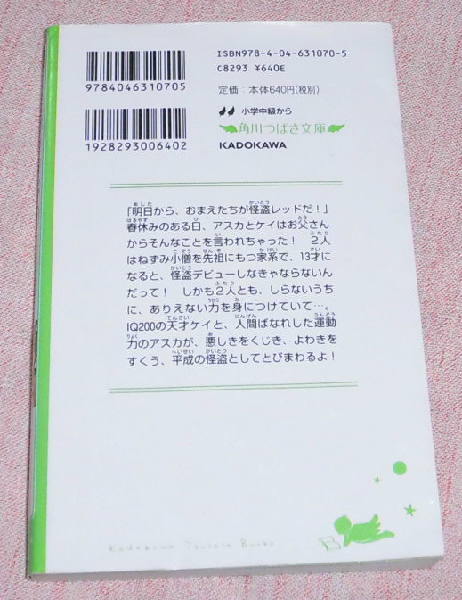 ISBN978-4-04-631070-5
C8293 ¥640E
定価：本体640円(税別)
小学中級から
角川つばさ文庫
KADOKAWA
9784046310705
1928293006402
「明日から、おまえたちが怪盗レッドだ！」
春休みのある日、アスカとケイはお父さん
からそんなことを言われちゃった！　2人
はねずみ小僧を先祖にもつ家系で、13才に
なると、怪盗デビューしなきゃならないん
だって！　しかも2人とも、しらないうち
に、ありえない力を身につけていて…。
IQ200の天才ケイと、人間ばなれした運動
力のアスカが、悪しきをくじき、よわきを
すくう、平成の怪盗としてとびまわるよ！
Kadokawa Tsubasa Bunko